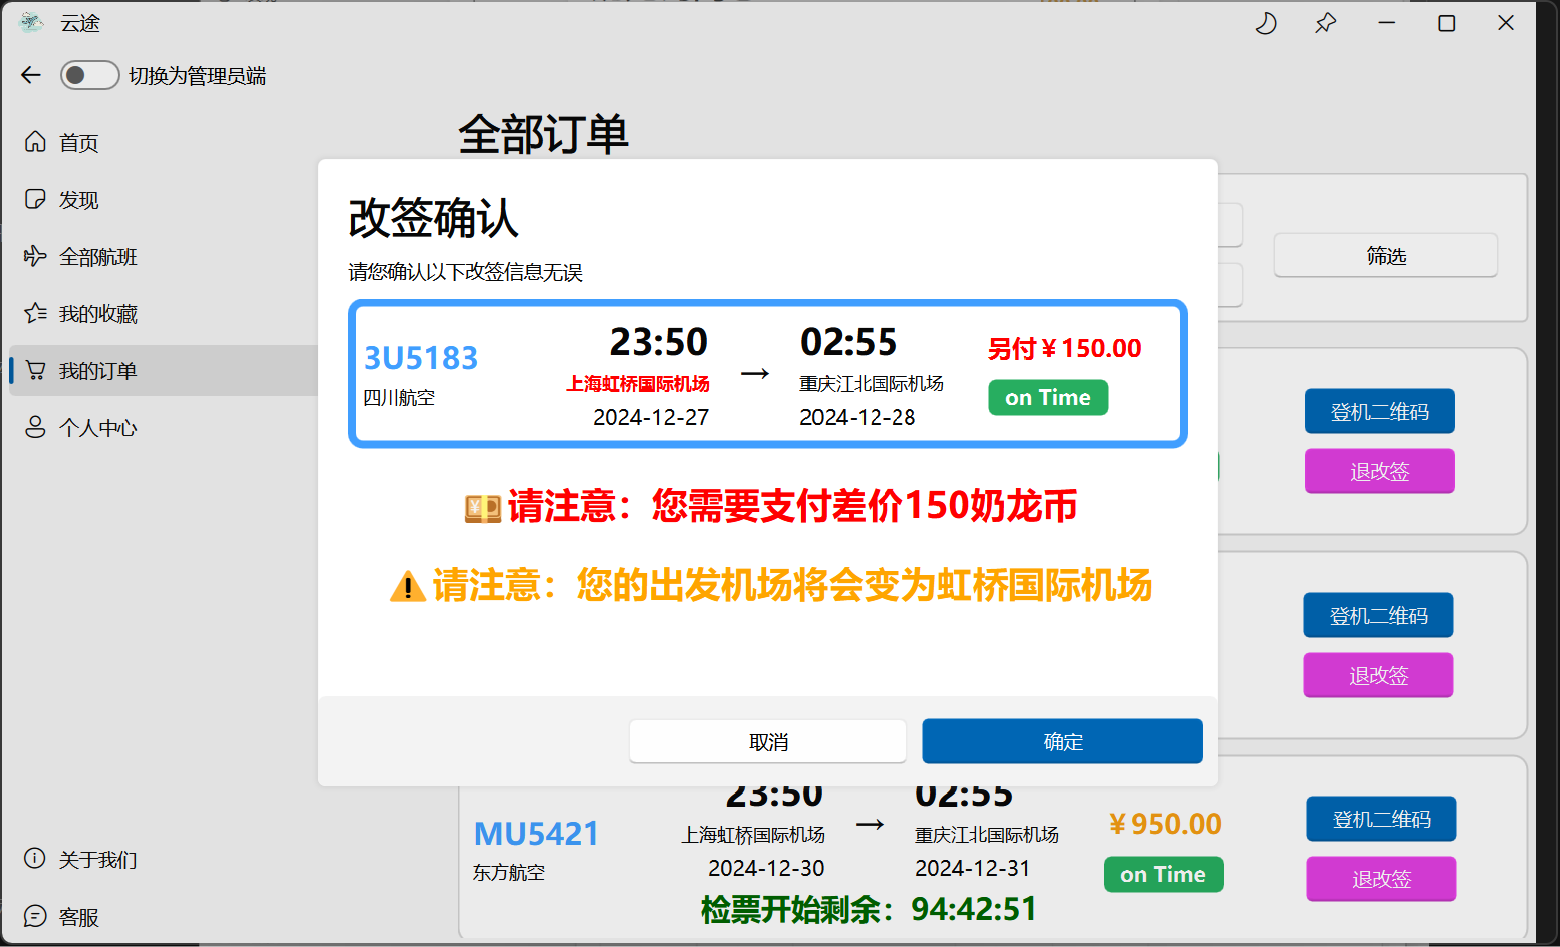 云途
切换为管理员端
首页
发现
全部航班
我的收藏
我的订单
个人中心
关于我们
客服
全部订单
筛选
登机二维码
退改签
登机二维码
退改签
改签确认
请您确认以下改签信息无误
3U5183
四川航空
23:50
上海虹桥国际机场
2024-12-27
→
02:55
重庆江北国际机场
2024-12-28
另付¥150.00
on Time
请注意：您需要支付差价150奶龙币
请注意：您的出发机场将会变为虹桥国际机场
取消
确定
MU5421
东方航空
23:50
上海虹桥国际机场
2024-12-30
→
02:55
重庆江北国际机场
2024-12-31
¥950.00
on Time
检票开始剩余：94:42:51
登机二维码
退改签